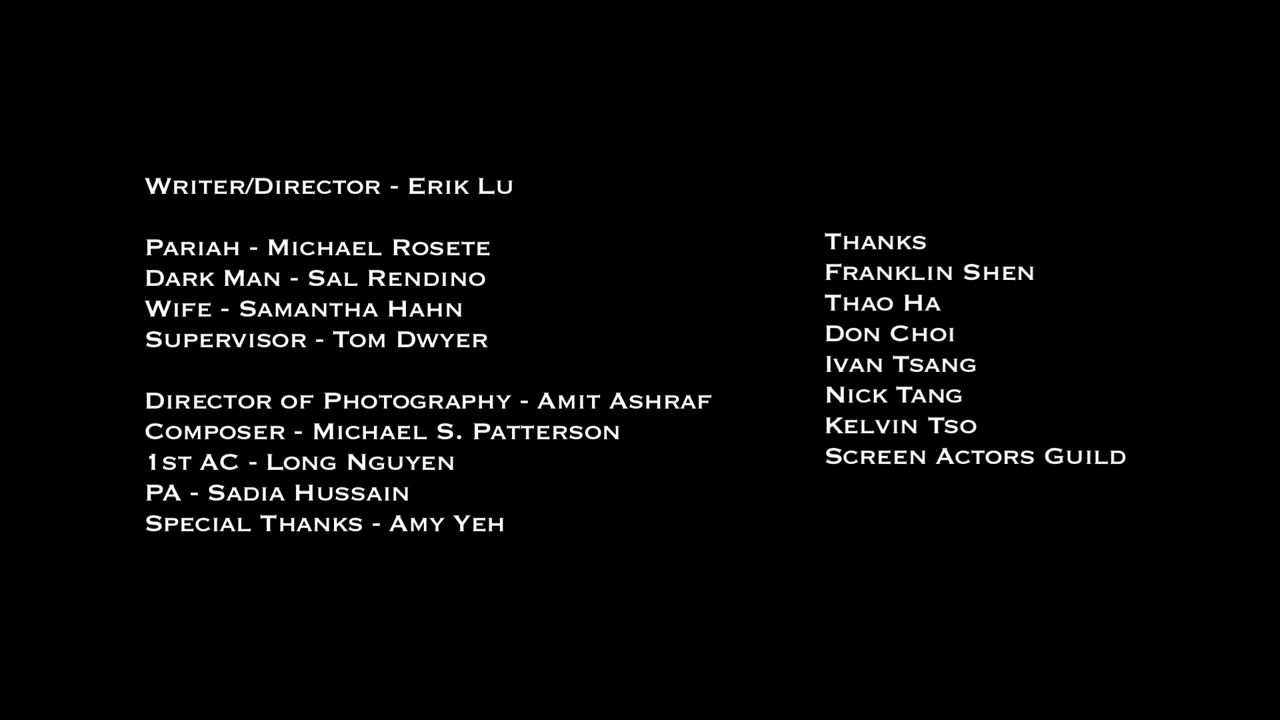 Writer/Director - Erik Lu
Pariah - Michael Rosete
Dark Man - Sal Rendino
Wife - Samantha Hahn
Supervisor - Tom Dwyer
Director of Photography - Amit Ashraf
Composer - Michael S. Patterson
1st AC - Long Nguyen
PA - Sadia Hussain
Special Thanks - Amy Yeh
Thanks
Franklin Shen
Thao Ha
Don Choi
Ivan Tsang
Nick Tang
Kelvin Tso
Screen Actors Guild